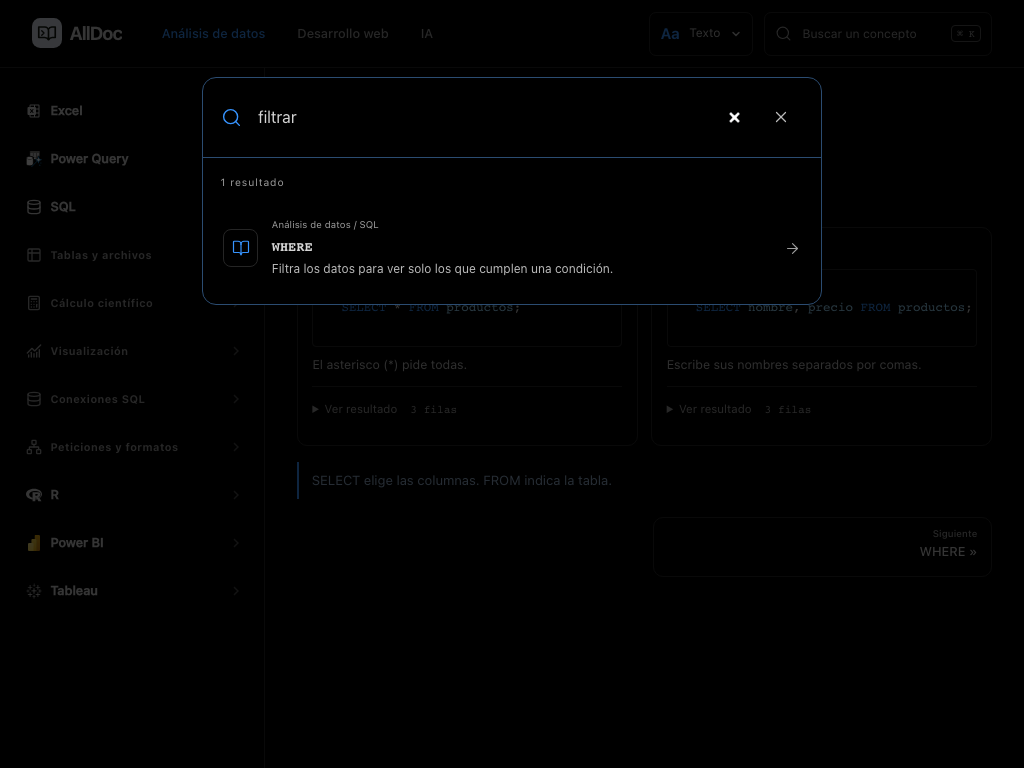 AllDoc
Análisis de datos
Desarrollo web
IA
Aa Texto
Buscar un concepto
⌘ K
filtrar
1 resultado
Análisis de datos / SQL
WHERE
Filtra los datos para ver solo los que cumplen una condición.
Excel
Power Query
SQL
Tablas y archivos
Cálculo científico
Visualización
Conexiones SQL
Peticiones y formatos
R
Power BI
Tableau
SELECT * FROM productos;
El asterisco (*) pide todas.
Ver resultado 3 filas
SELECT nombre, precio FROM productos;
Escribe sus nombres separados por comas.
Ver resultado 3 filas
SELECT elige las columnas. FROM indica la tabla.
Siguiente
WHERE »